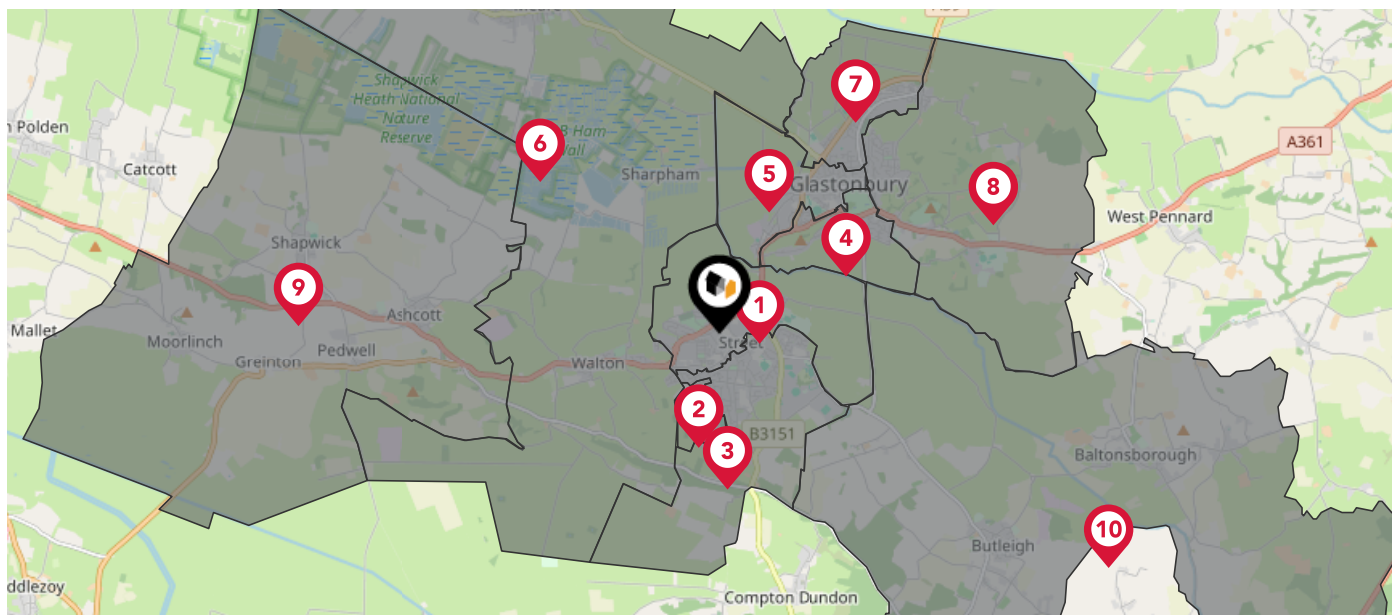 7
A361
n Polden
Catcott
Shapwick
Heath National
Nature
Reserve
6
Ham
Sharpham
5
Glastonbury
8
West Pennard
4
Shapwick
9
1
Street
Mallet
Moorlinch
Ashcott
Greinton
Pedwell
Walton
2
3
B3151
Baltonsborough
10
Butleigh
ddlezoy
Compton Dundon